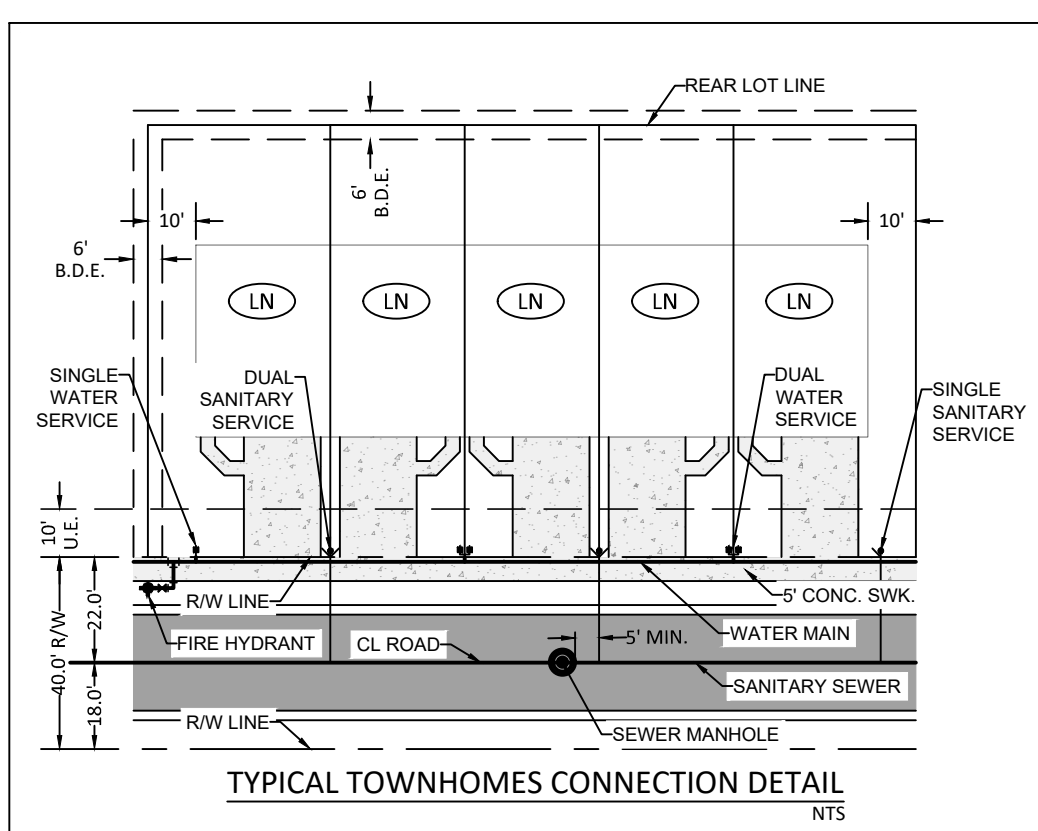 REAR LOT LINE
6'
B.D.E.
10'
10'
6'
B.D.E.
LN
LN
LN
LN
LN
SINGLE
WATER
SERVICE
DUAL
SANITARY
SERVICE
DUAL
WATER
SERVICE
SINGLE
SANITARY
SERVICE
10'
U.E.
40.0' R/W
22.0'
18.0'
R/W LINE
5' CONC. SWK.
FIRE HYDRANT
CL ROAD
5' MIN.
WATER MAIN
SANITARY SEWER
R/W LINE
SEWER MANHOLE
TYPICAL TOWNHOMES CONNECTION DETAIL
NTS